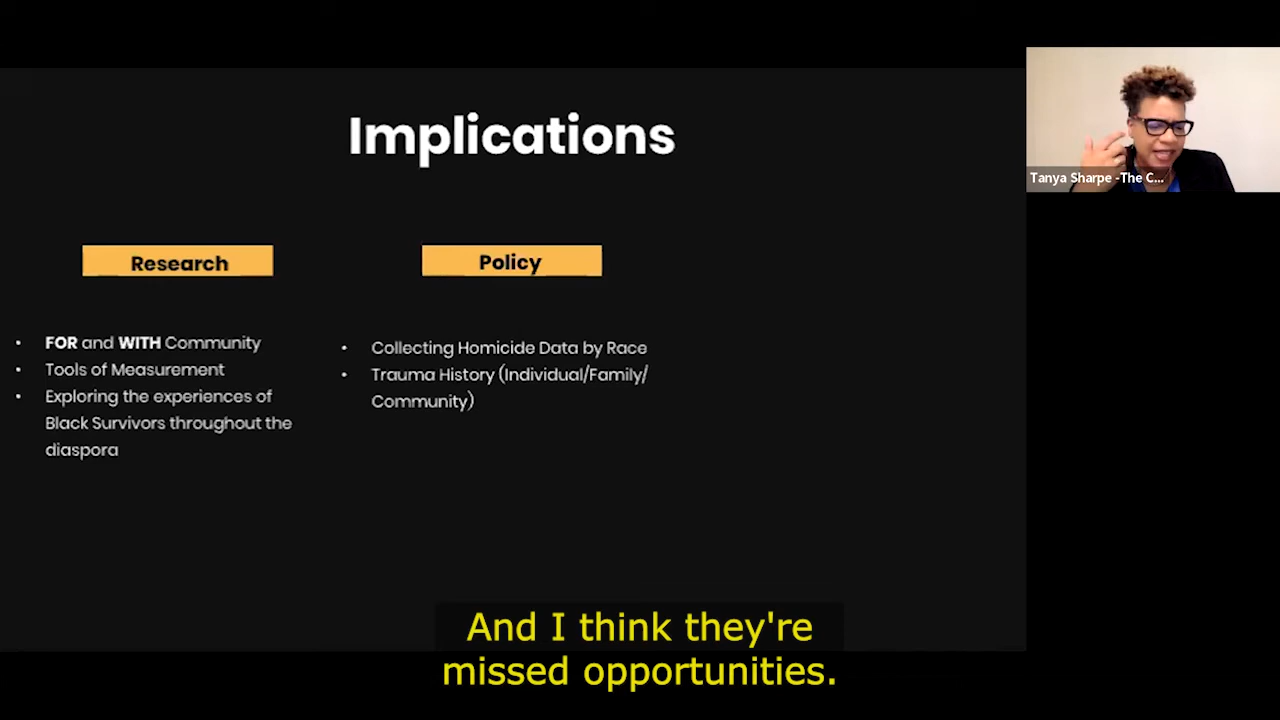 Implications
Research
FOR and WITH Community
Tools of Measurement
Exploring the experiences of
Black Survivors throughout the
diaspora
Policy
Collecting Homicide Data by Race
Trauma History (Individual/Family/
Community)
Tanya Sharpe -The C...
And I think they're
missed opportunities.